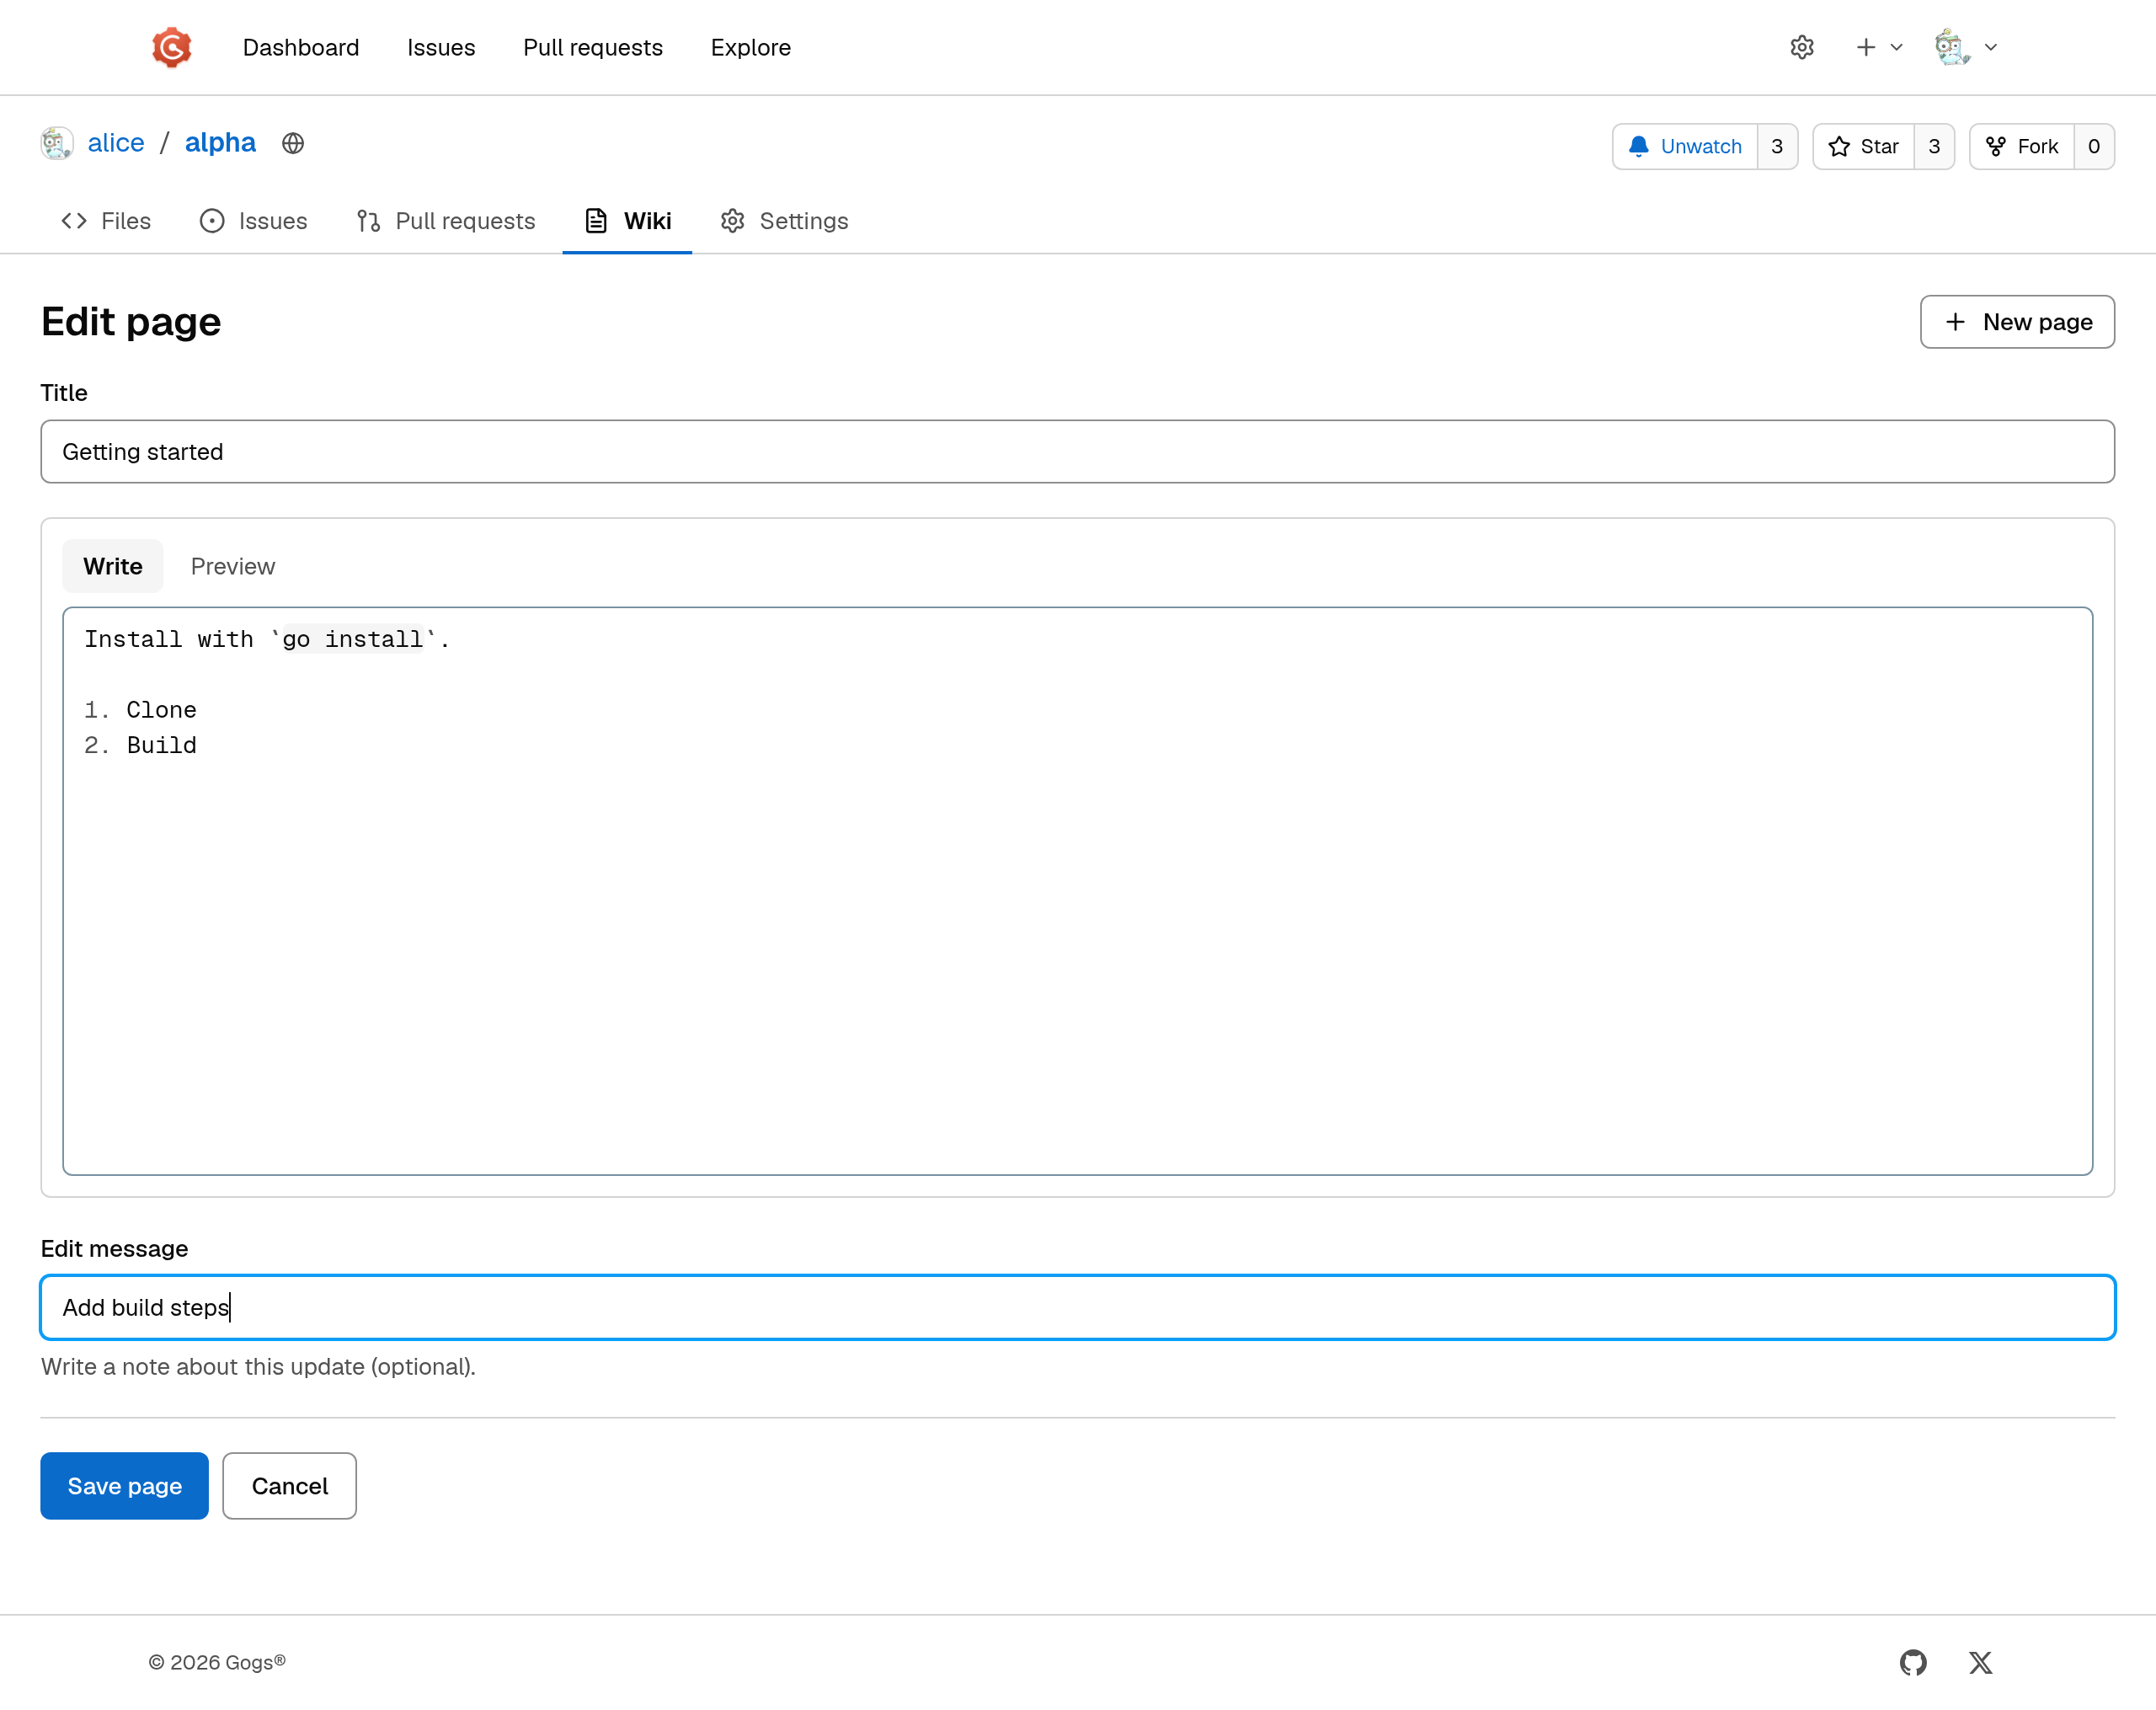 Dashboard Issues Pull requests Explore
alice / alpha Unwatch 3 Star 3 Fork 0
Files Issues Pull requests Wiki Settings
Edit page New page
Title
Getting started
Write Preview
Install with `go install`.
1. Clone
2. Build
Edit message
Add build steps
Write a note about this update (optional).
Save page Cancel
© 2026 Gogs®